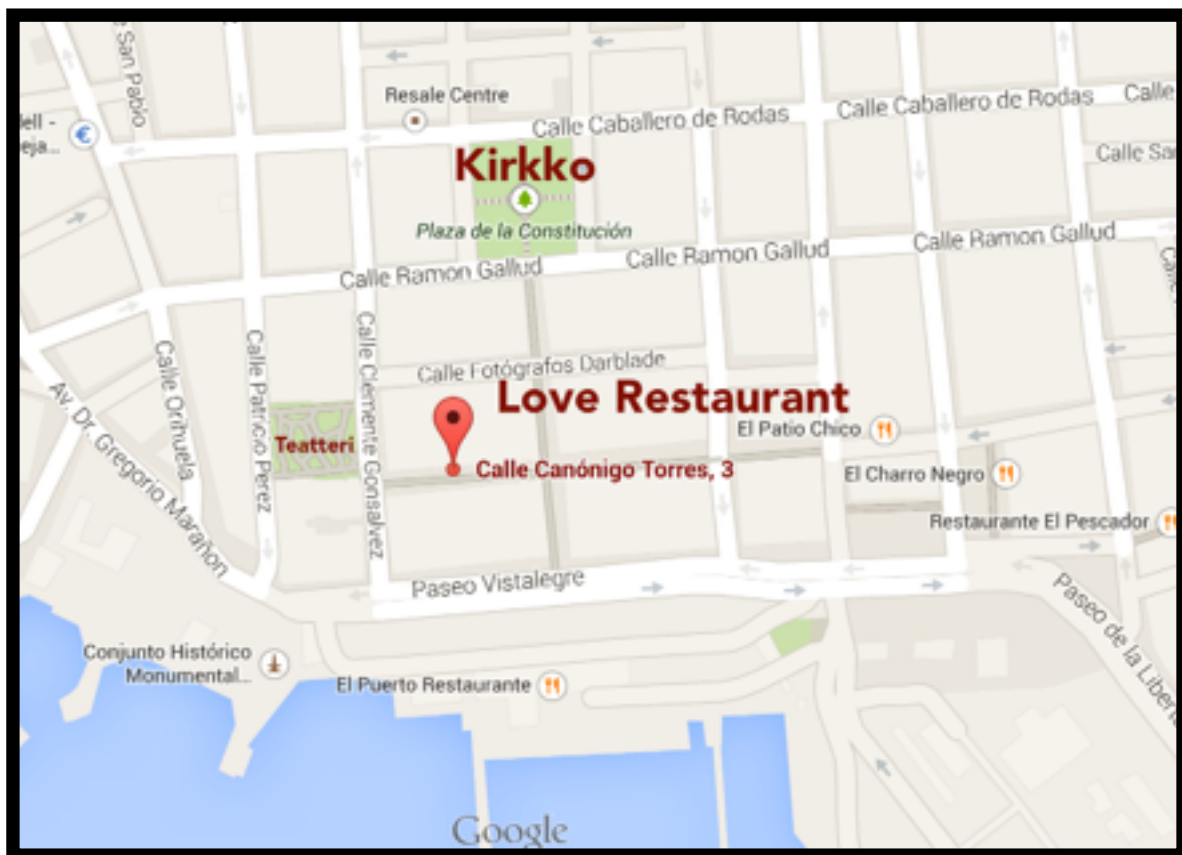 San Pablo
Resale Centre
Calle Caballero de Rodas
Calle Caballero de Rodas
Calle
ell -
eja...
Kirkko
Calle Sa
Plaza de la Constitución
Calle Ramon Gallud
Calle Ramon Gallud
Calle Ramon Gallud
Calle Orihuela
Calle Patricio Perez
Calle Clemente Gonsalvez
Calle Fotógrafos Darblade
Love Restaurant
Av. Dr. Gregorio Marañon
Teatteri
El Patio Chico
Calle Canónigo Torres, 3
El Charro Negro
Restaurante El Pescador
Paseo Vistalegre
Paseo de la Libert
Conjunto Histórico
Monumental...
El Puerto Restaurante
Google